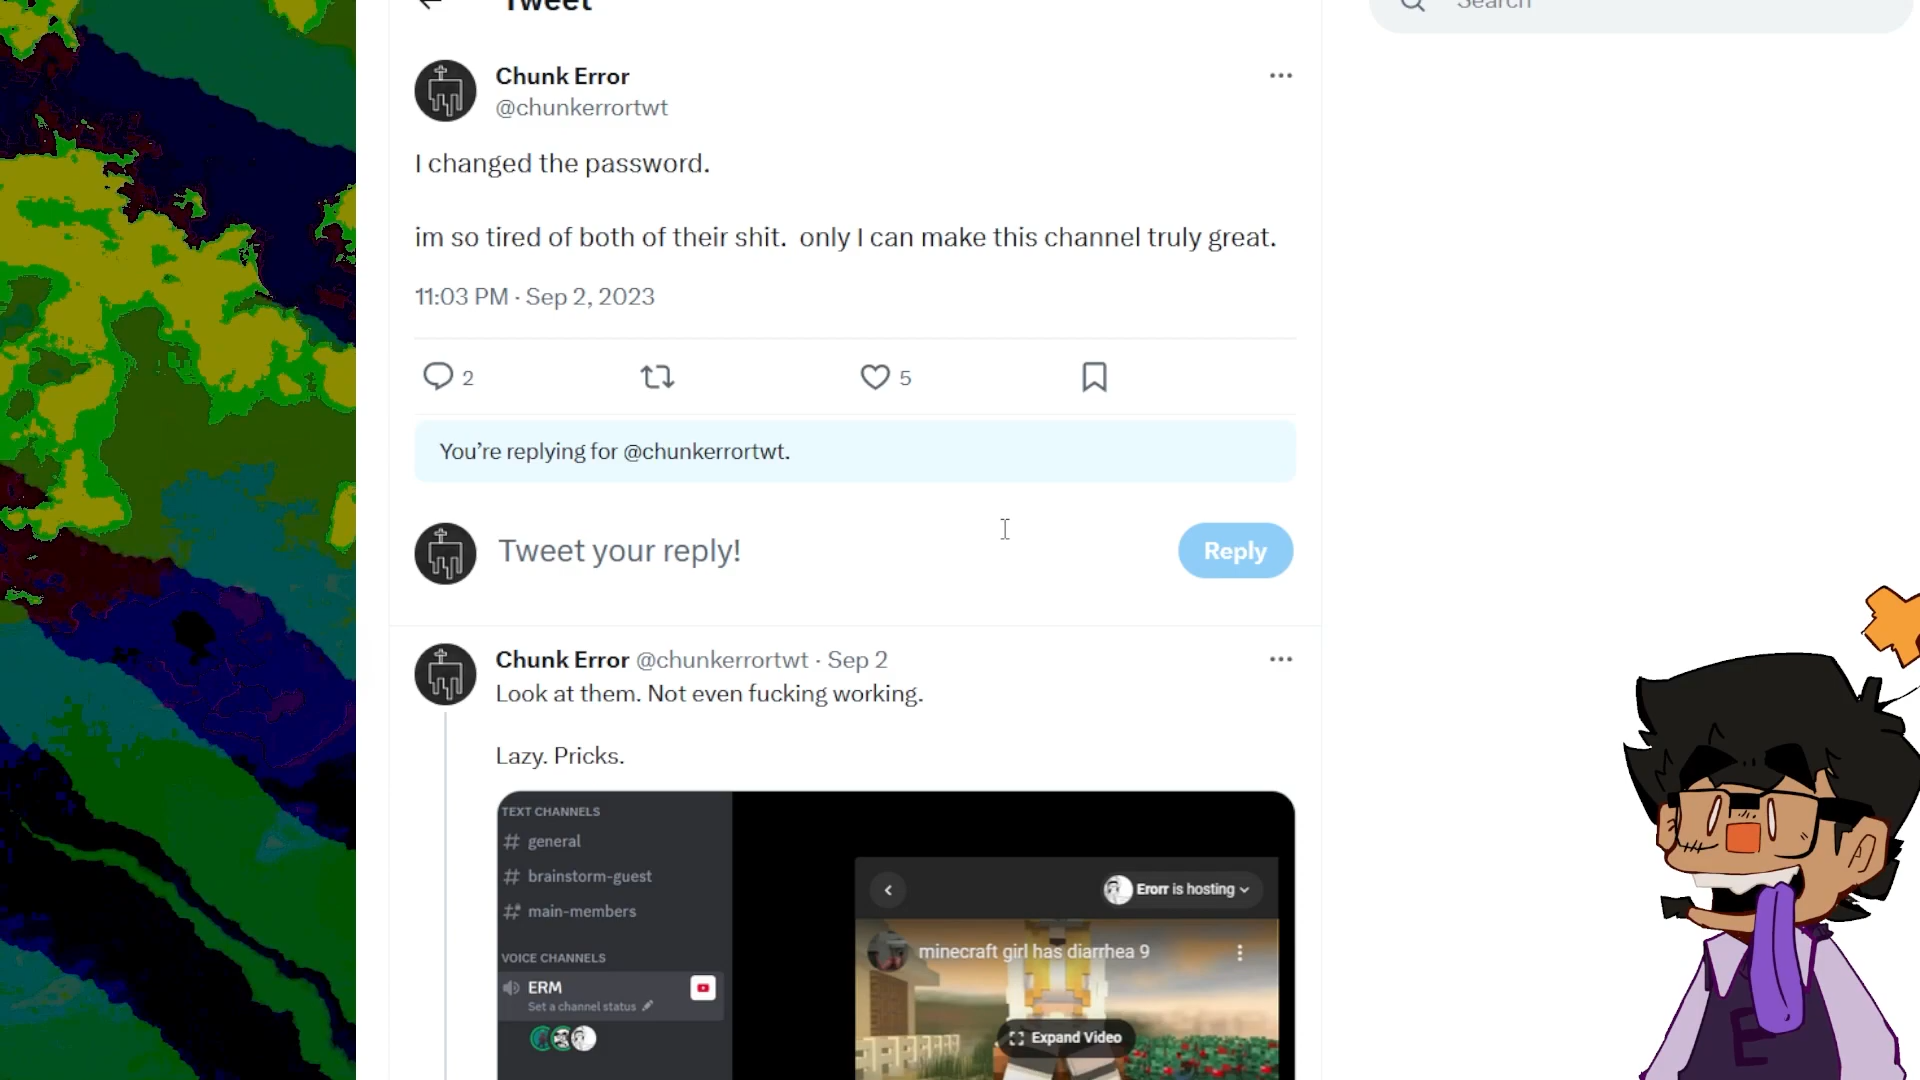 Tweet
Search
Chunk Error
@chunkerrortwt
I changed the password.
im so tired of both of their shit.  only I can make this channel truly great.
11:03 PM · Sep 2, 2023
2
5
You’re replying for @chunkerrortwt.
Tweet your reply!
Reply
Chunk Error @chunkerrortwt · Sep 2
Look at them. Not even fucking working.
Lazy. Pricks.
TEXT CHANNELS
# general
# brainstorm-guest
# main-members
VOICE CHANNELS
ERM
Set a channel status
Erorr is hosting
minecraft girl has diarrhea 9
Expand Video
E